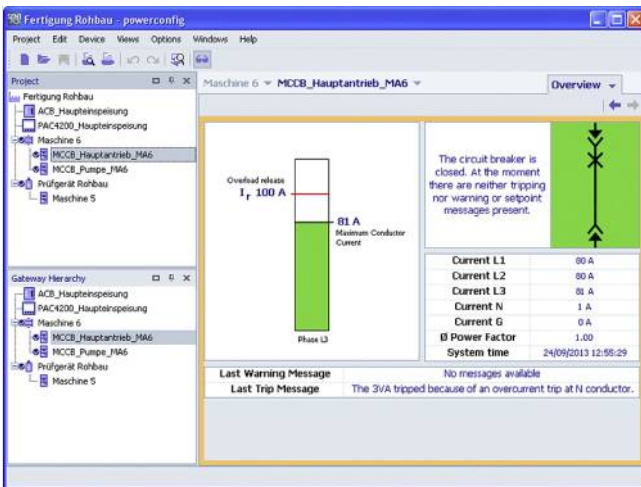 Fertigung Rohbau - powerconfig
Project Edit Device Views Options Windows Help
Project
Fertigung Rohbau
ACB_Haupteinspeisung
PAC4200_Haupteinspeisung
Maschine 6
MCCB_Hauptantrieb_MA6
MCCB_Pumpe_MA6
Prüfgerät Rohbau
Maschine 5
Gateway Hierarchy
ACB_Haupteinspeisung
PAC4200_Haupteinspeisung
Maschine 6
MCCB_Hauptantrieb_MA6
MCCB_Pumpe_MA6
Prüfgerät Rohbau
Maschine 5
Maschine 6 MCCB_Hauptantrieb_MA6
Overview
Overload release
Ir 100 A
81 A
Maximum Conductor
Current
Phase L3
The circuit breaker is
closed. At the moment
there are neither tripping
nor warning or setpoint
messages present.
Current L1 80 A
Current L2 80 A
Current L3 81 A
Current N 1 A
Current G 0 A
Ø Power Factor 1.00
System time 24/09/2013 12:55:29
Last Warning Message No messages available
Last Trip Message The 3VA tripped because of an overcurrent trip at N conductor.